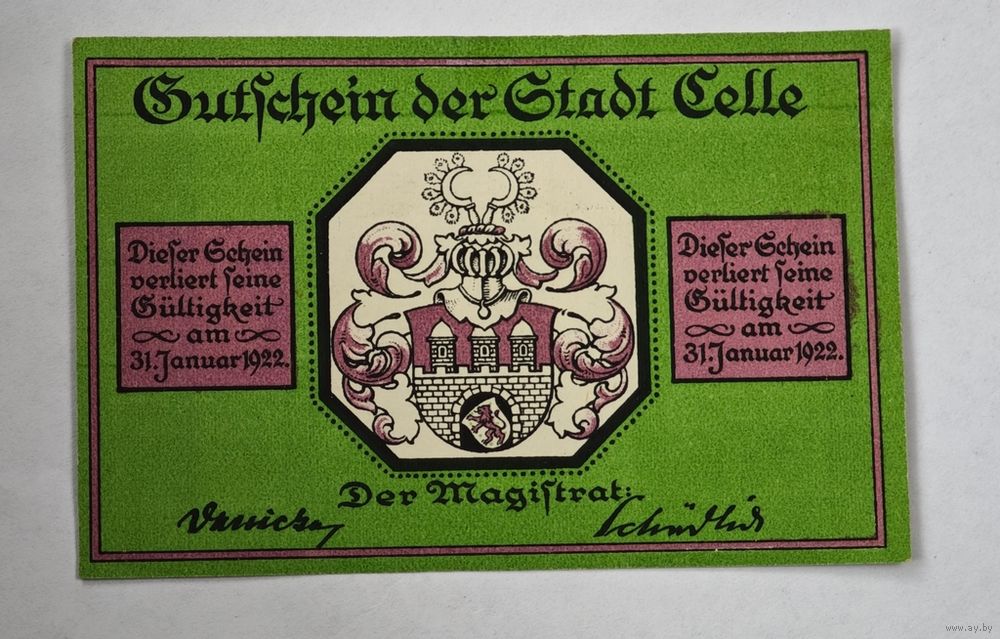 Gutschein der Stadt Celle
Dieser Schein
verliert seine
Gültigkeit
am
31. Januar 1922.
Dieser Schein
verliert seine
Gültigkeit
am
31. Januar 1922.
Der Magistrat:
www.ay.by